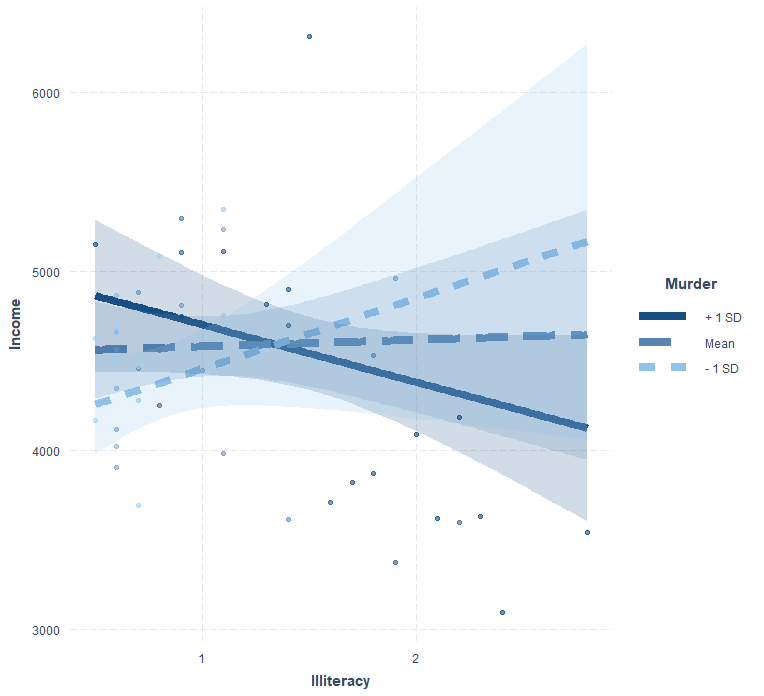 6000
5000
4000
3000
1
2
Illiteracy
Income
Murder
+ 1 SD
Mean
- 1 SD